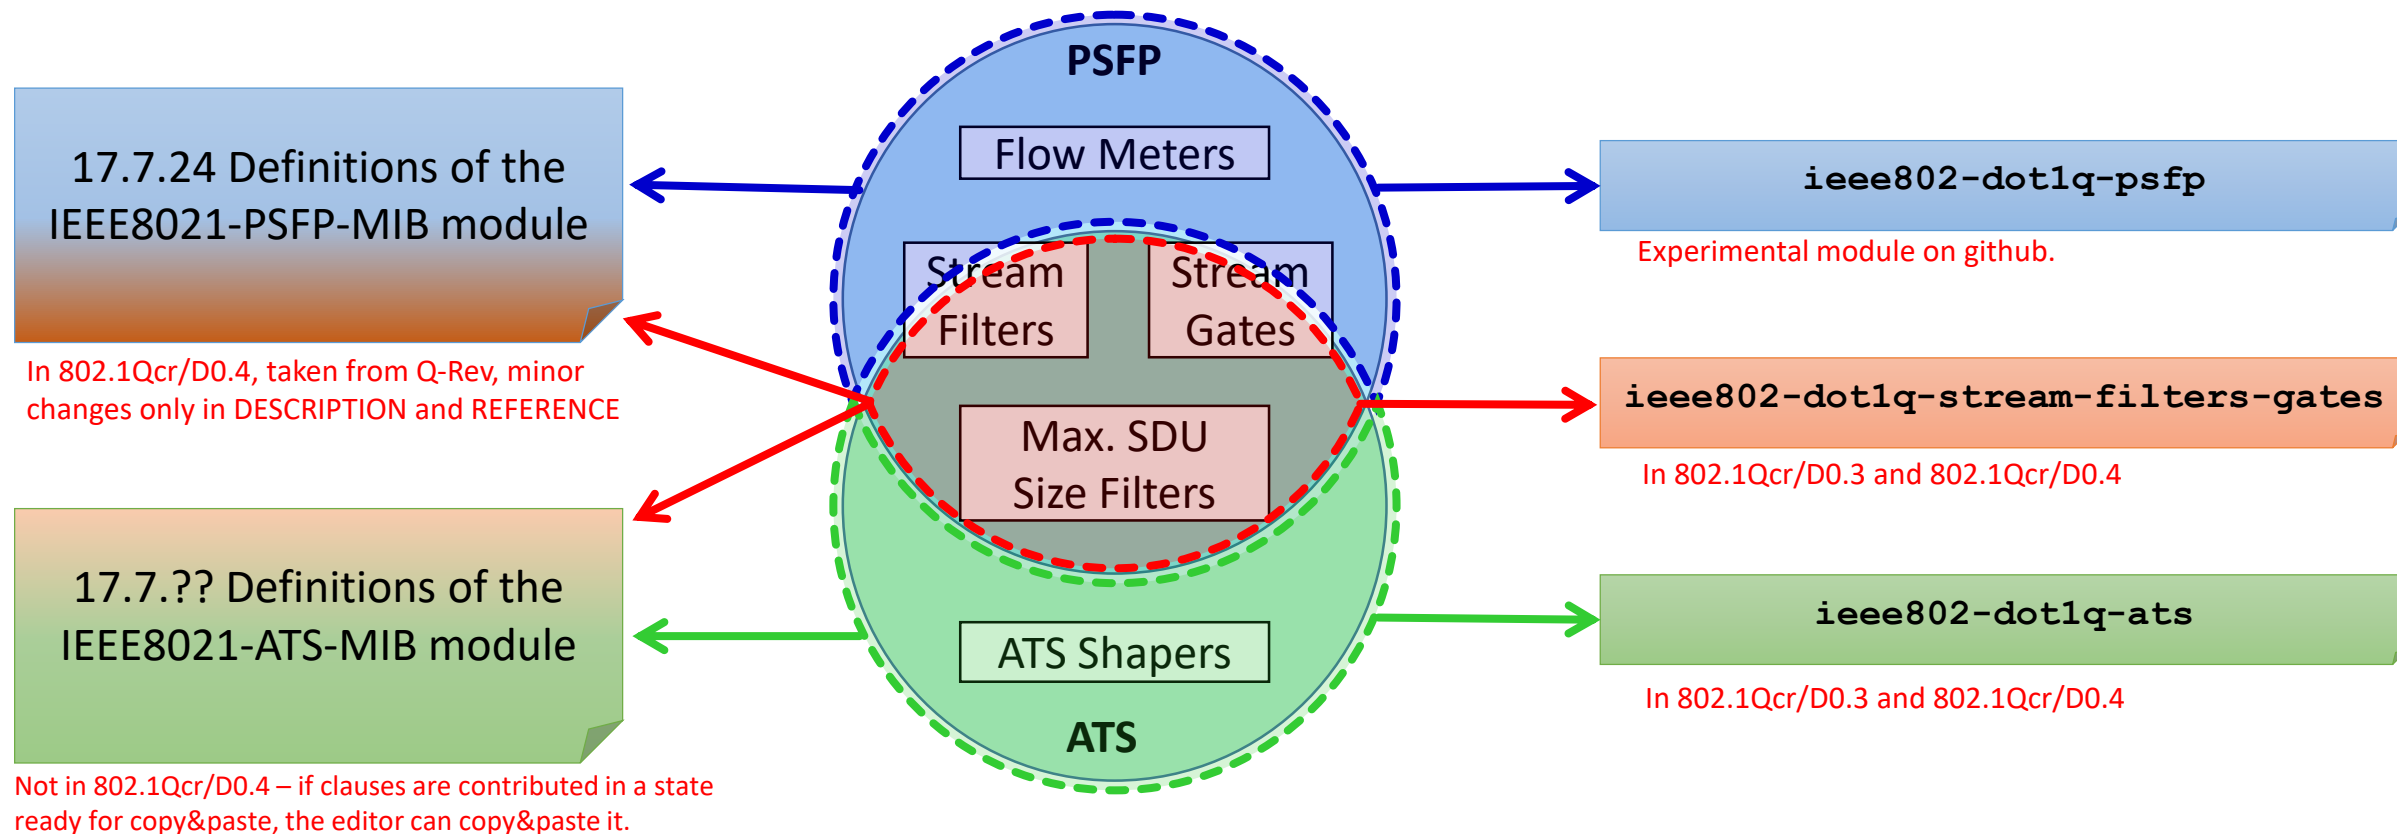 PSFP
Flow Meters
Stream
Filters
Stream
Gates
Max. SDU
Size Filters
ATS Shapers
ATS
17.7.24 Definitions of the
IEEE8021-PSFP-MIB module
In 802.1Qcr/D0.4, taken from Q-Rev, minor
changes only in DESCRIPTION and REFERENCE
17.7.?? Definitions of the
IEEE8021-ATS-MIB module
Not in 802.1Qcr/D0.4 – if clauses are contributed in a state
ready for copy&paste, the editor can copy&paste it.
ieee802-dot1q-psfp
Experimental module on github.
ieee802-dot1q-stream-filters-gates
In 802.1Qcr/D0.3 and 802.1Qcr/D0.4
ieee802-dot1q-ats
In 802.1Qcr/D0.3 and 802.1Qcr/D0.4